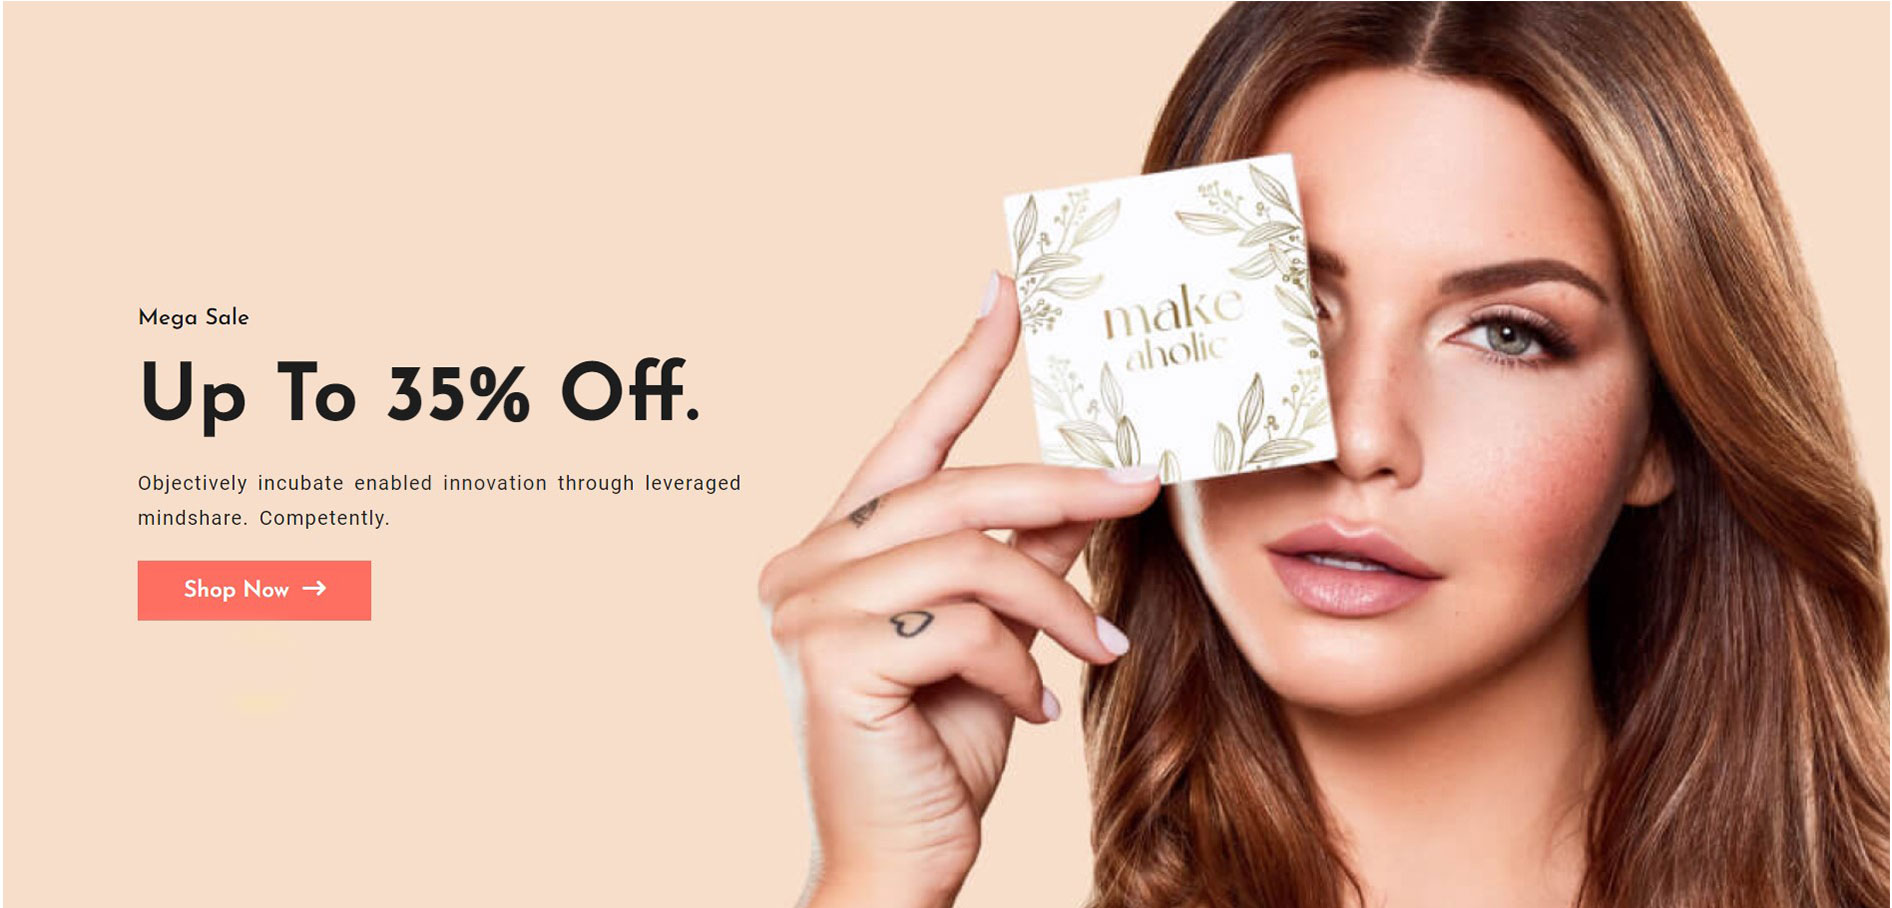 Mega Sale
Up To 35% Off.
Objectively incubate enabled innovation through leveraged
mindshare. Competently.
Shop Now →
make
aholic